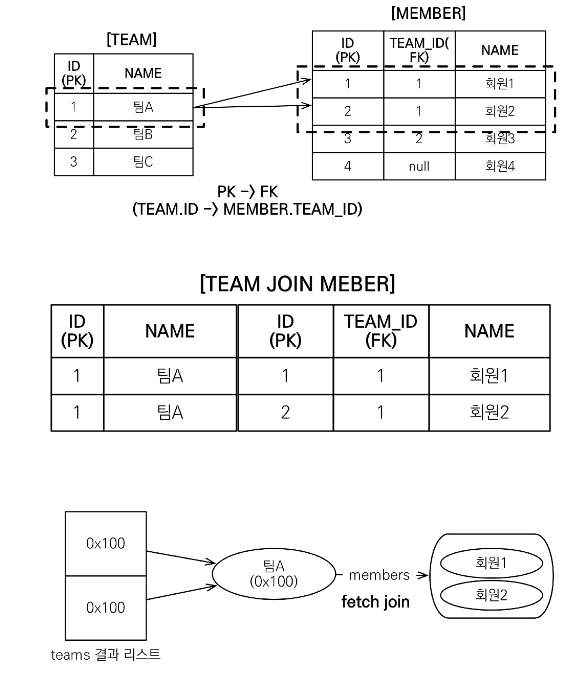 [TEAM]
ID
(PK)
NAME
1
팀A
2
팀B
3
팀C
[MEMBER]
ID
(PK)
TEAM_ID(
FK)
NAME
1
1
회원1
2
1
회원2
3
2
회원3
4
null
회원4
PK -> FK
(TEAM.ID -> MEMBER.TEAM_ID)
[TEAM JOIN MEBER]
ID
(PK)
NAME
ID
(PK)
TEAM_ID
(FK)
NAME
1
팀A
1
1
회원1
1
팀A
2
1
회원2
0x100
0x100
teams 결과 리스트
팀A
(0x100)
members
fetch join
회원1
회원2